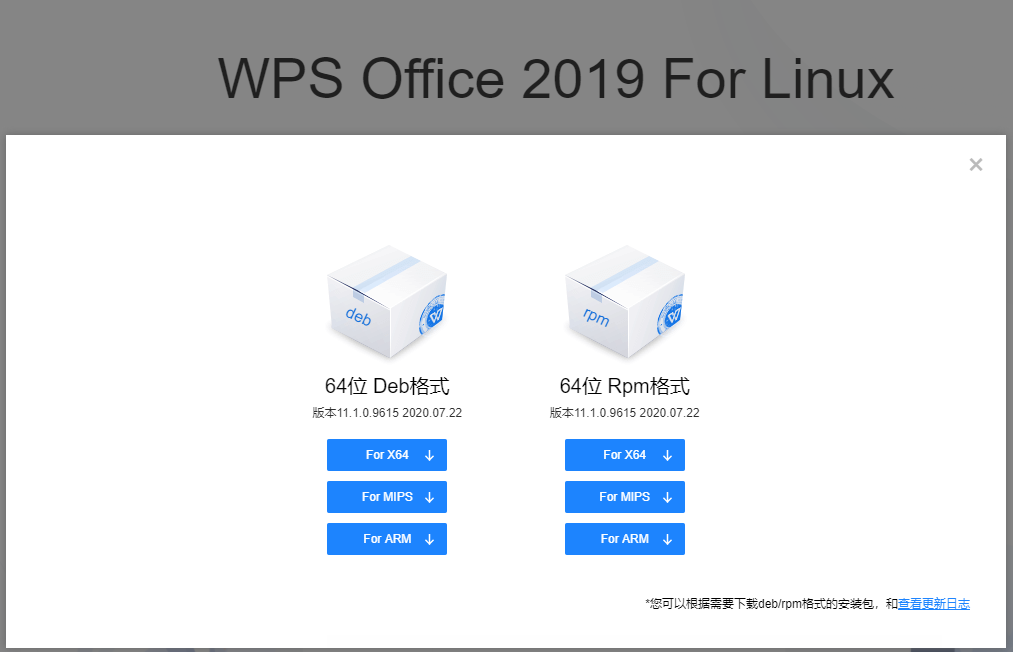 WPS Office 2019 For Linux
×
deb
rpm
64位 Deb格式
版本11.1.0.9615 2020.07.22
For X64 ↓
For MIPS ↓
For ARM ↓
64位 Rpm格式
版本11.1.0.9615 2020.07.22
For X64 ↓
For MIPS ↓
For ARM ↓
*您可以根据需要下载deb/rpm格式的安装包，和查看更新日志